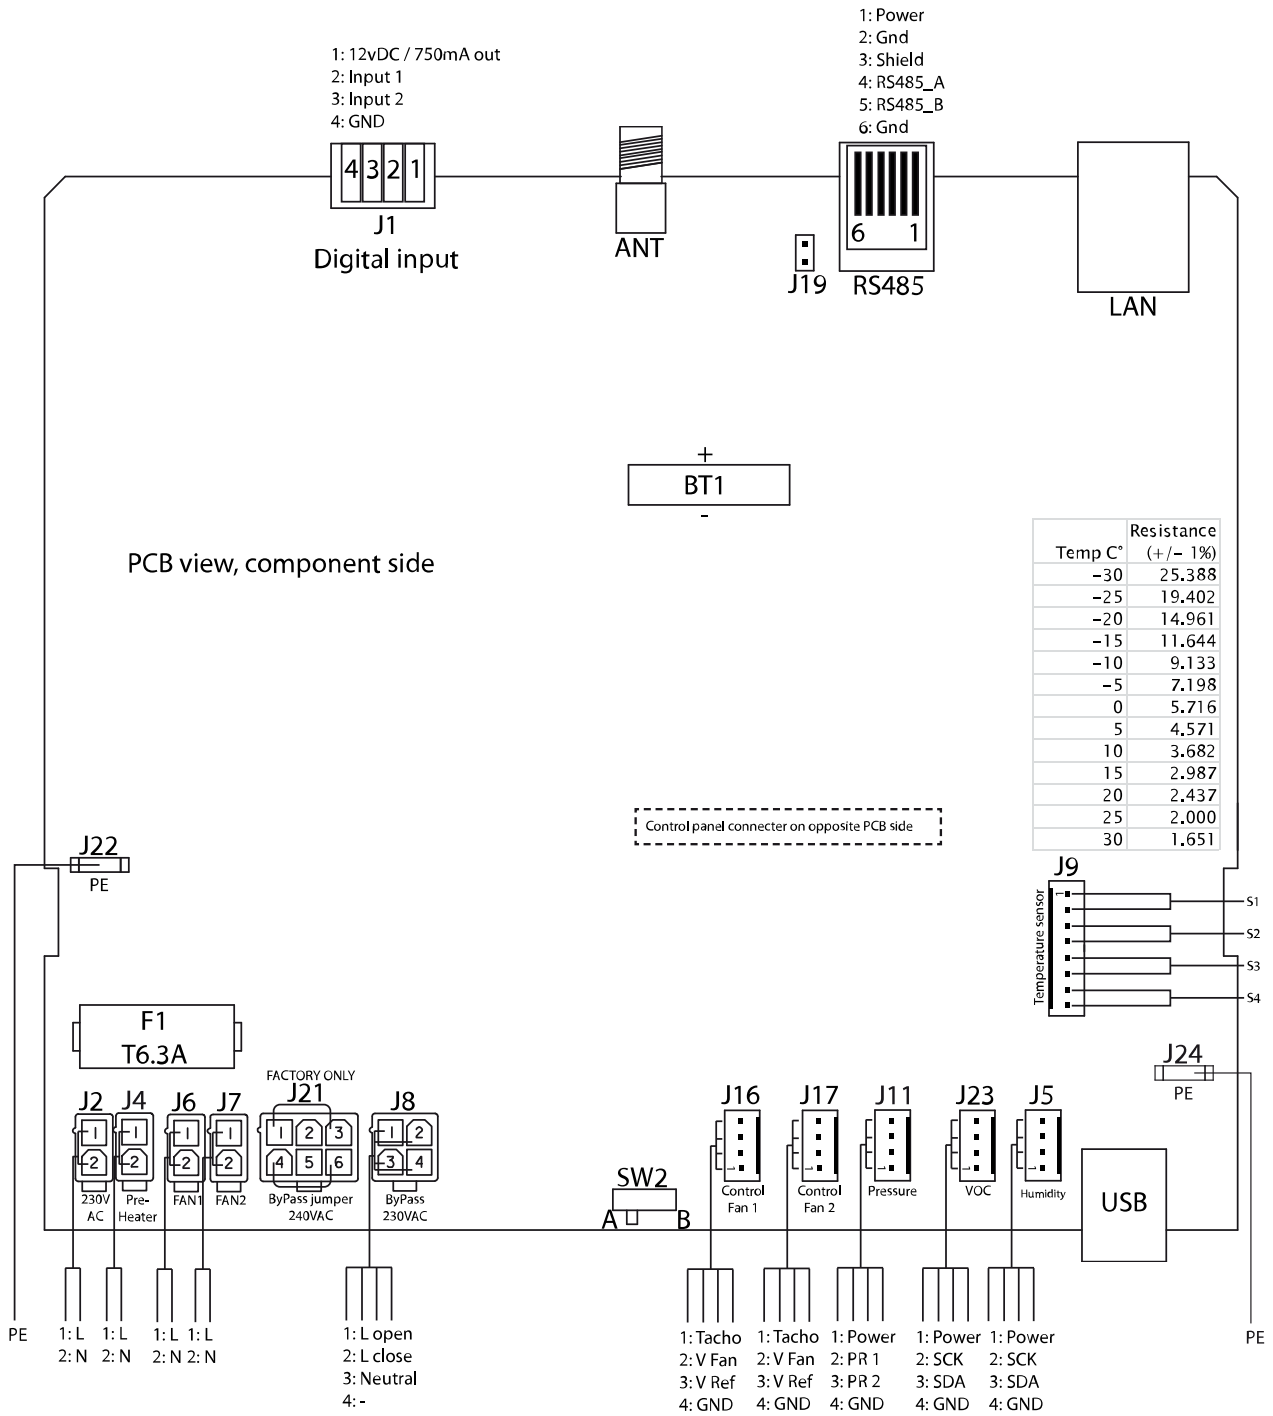 1: Power
2: Gnd
3: Shield
4: RS485_A
5: RS485_B
6: Gnd
1: 12vDC / 750mA out
2: Input 1
3: Input 2
4: GND
4 3 2 1
J1
Digital input
ANT
J19
6 1
RS485
LAN
+
BT1
-
PCB view, component side
Temp C° Resistance (+/- 1%)
-30 25.388
-25 19.402
-20 14.961
-15 11.644
-10 9.133
-5 7.198
0 5.716
5 4.571
10 3.682
15 2.987
20 2.437
25 2.000
30 1.651
Control panel connecter on opposite PCB side
J22
PE
J9
Temperature sensor
1
S1
S2
S3
S4
F1
T6.3A
J24
PE
J2
1
2
230V
AC
J4
1
2
Pre-
Heater
J6
1
2
FAN1
J7
1
2
FAN2
FACTORY ONLY
J21
1 2 3
4 5 6
ByPass jumper
240VAC
J8
1 2
3 4
ByPass
230VAC
SW2
A B
J16
1
Control
Fan 1
J17
1
Control
Fan 2
J11
1
Pressure
J23
1
VOC
J5
1
Humidity
USB
PE
1: L
2: N
1: L
2: N
1: L
2: N
1: L
2: N
1: L open
2: L close
3: Neutral
4: -
1: Tacho
2: V Fan
3: V Ref
4: GND
1: Tacho
2: V Fan
3: V Ref
4: GND
1: Power
2: PR 1
3: PR 2
4: GND
1: Power
2: SCK
3: SDA
4: GND
1: Power
2: SCK
3: SDA
4: GND
PE